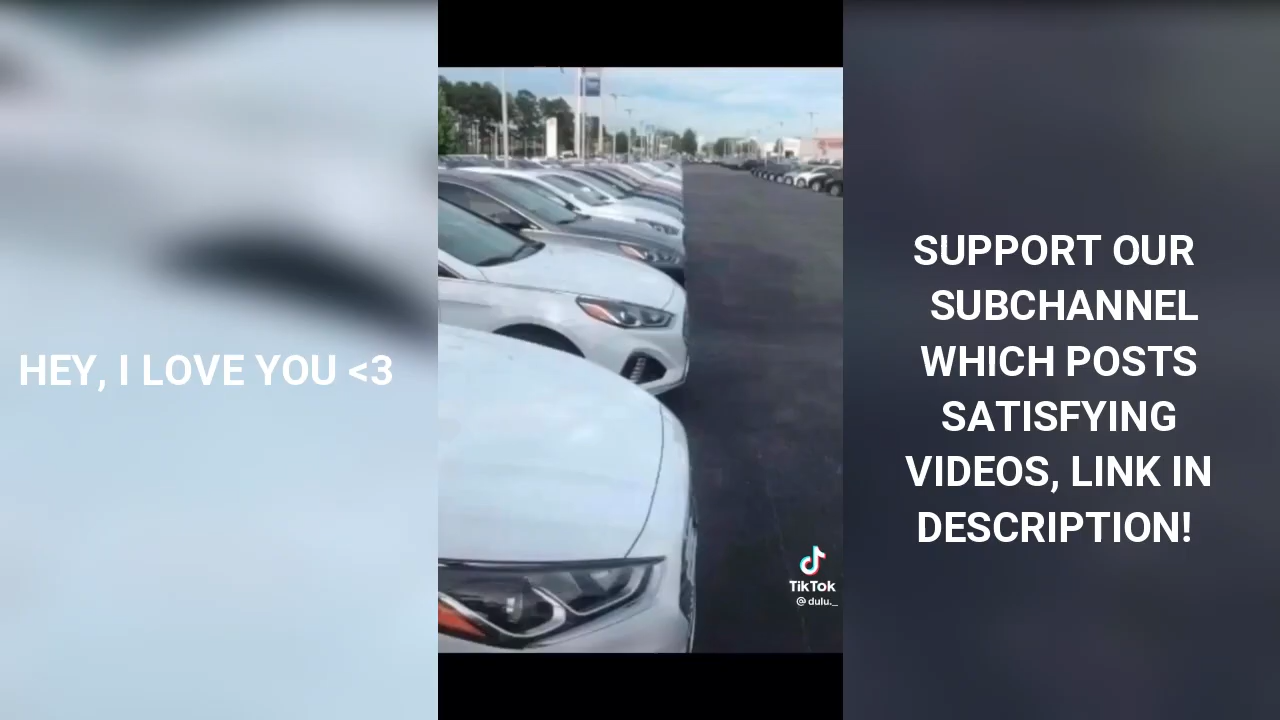 HEY, I LOVE YOU <3
SUPPORT OUR
SUBCHANNEL
WHICH POSTS
SATISFYING
VIDEOS, LINK IN
DESCRIPTION!
TikTok
@dulu._